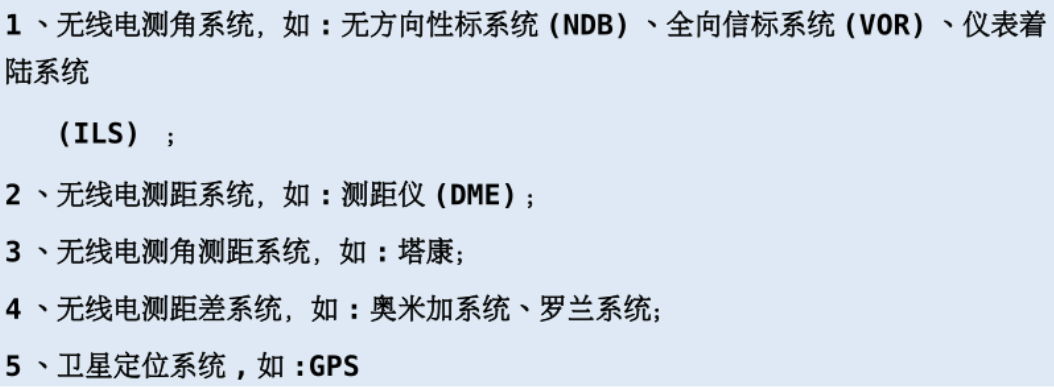 1、无线电测角系统，如:无方向性标系统(NDB)、全向信标系统(VOR)、仪表着
陆系统
(ILS) ；
2、无线电测距系统，如:测距仪(DME)；
3、无线电测角测距系统，如:塔康；
4、无线电测距差系统，如:奥米加系统、罗兰系统；
5、卫星定位系统,如:GPS